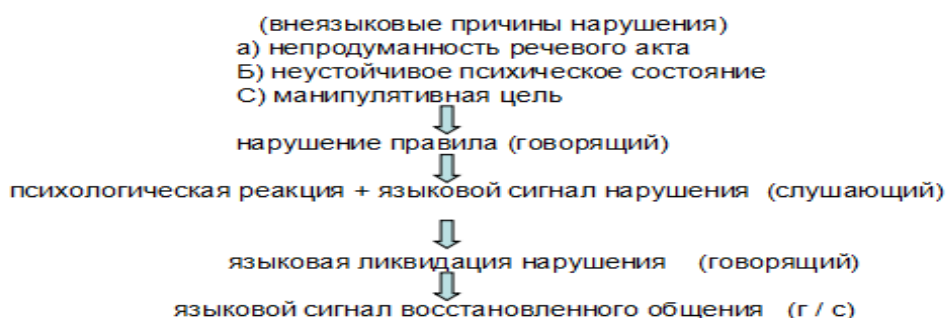 (внеязыковые причины нарушения)
а) непродуманность речевого акта
Б) неустойчивое психическое состояние
С) манипулятивная цель
нарушение правила (говорящий)
психологическая реакция + языковой сигнал нарушения (слушающий)
языковая ликвидация нарушения (говорящий)
языковой сигнал восстановленного общения (г / с)